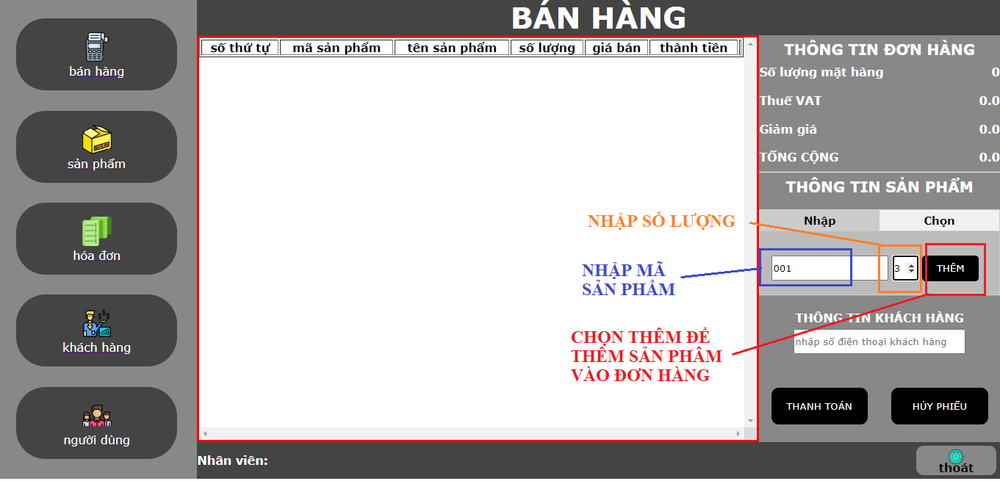 BÁN HÀNG
bán hàng
sản phẩm
hóa đơn
khách hàng
người dùng
số thứ tự mã sản phẩm tên sản phẩm số lượng giá bán thành tiên
THÔNG TIN ĐƠN HÀNG
Số lượng mặt hàng 0
Thuế VAT 0.0
Giảm giá 0.0
TỔNG CỘNG 0.0
THÔNG TIN SẢN PHẨM
Nhập Chọn
NHẬP SỐ LƯỢNG
001 3 THÊM
NHẬP MÃ
SẢN PHẨM
THÔNG TIN KHÁCH HÀNG
nhập số điện thoại khách hàng
CHỌN THÊM ĐỂ
THÊM SẢN PHÂM
VÀO ĐƠN HÀNG
THANH TOÁN HỦY PHIẾU
Nhân viên:
thoát